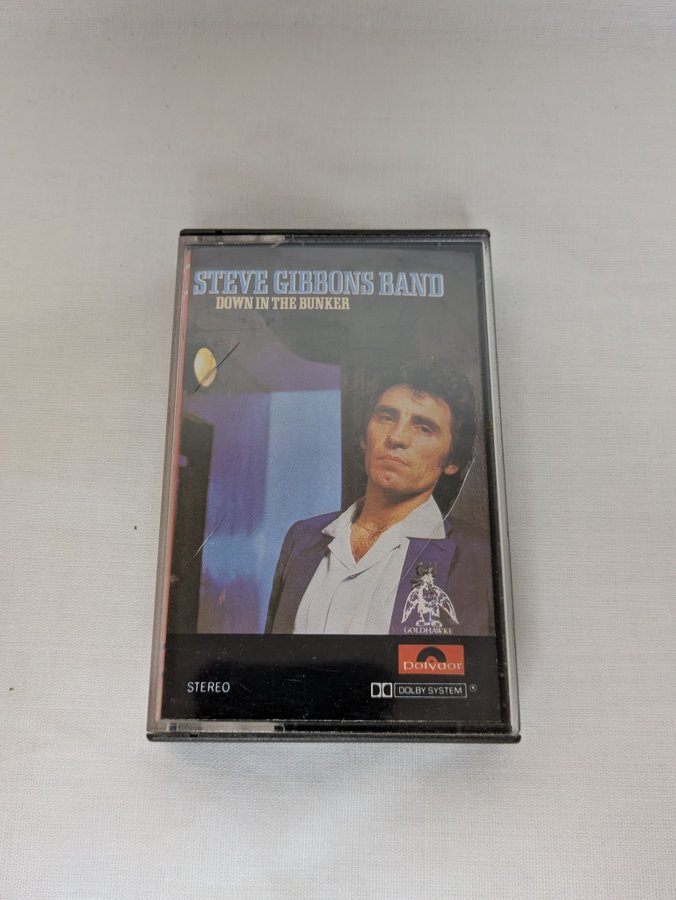 STEVE GIBBONS BAND
DOWN IN THE BUNKER
GOLDHAWKE
polydor
STEREO
DOLBY SYSTEM ®